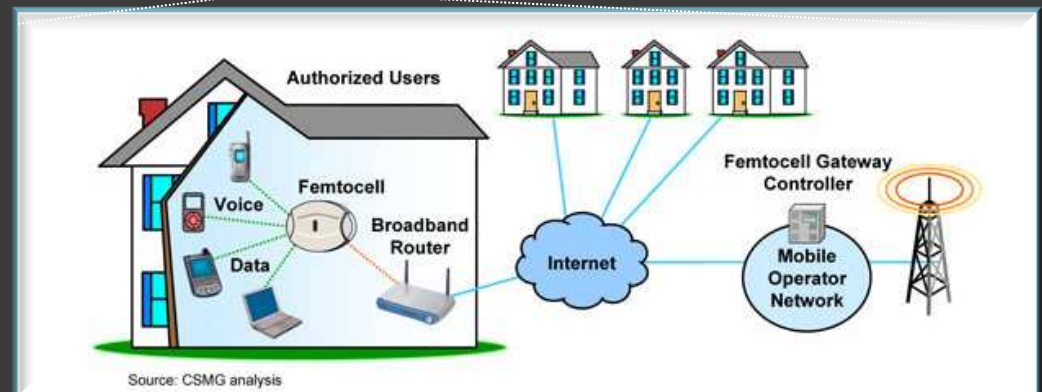 Authorized Users
Femtocell
Voice
Broadband
Router
Data
Internet
Femtocell Gateway
Controller
Mobile
Operator
Network
Source: CSMG analysis